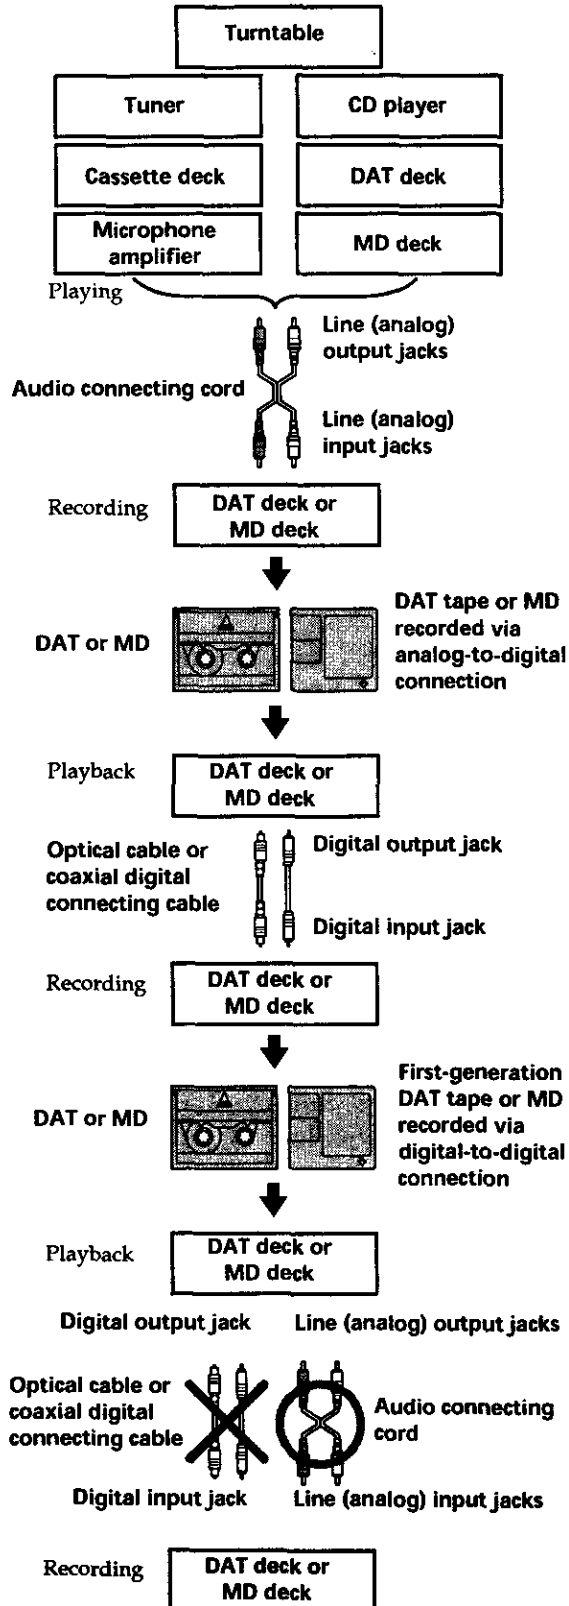 Turntable
Tuner
CD player
Cassette deck
DAT deck
Microphone
amplifier
MD deck
Playing
Line (analog)
output jacks
Audio connecting cord
Line (analog)
input jacks
Recording
DAT deck or
MD deck
DAT or MD
DAT tape or MD
recorded via
analog-to-digital
connection
Playback
DAT deck or
MD deck
Optical cable or
coaxial digital
connecting cable
Digital output jack
Digital input jack
Recording
DAT deck or
MD deck
DAT or MD
First-generation
DAT tape or MD
recorded via
digital-to-digital
connection
Playback
DAT deck or
MD deck
Digital output jack
Line (analog) output jacks
Optical cable or
coaxial digital
connecting cable
Audio connecting
cord
Digital input jack
Line (analog) input jacks
Recording
DAT deck or
MD deck